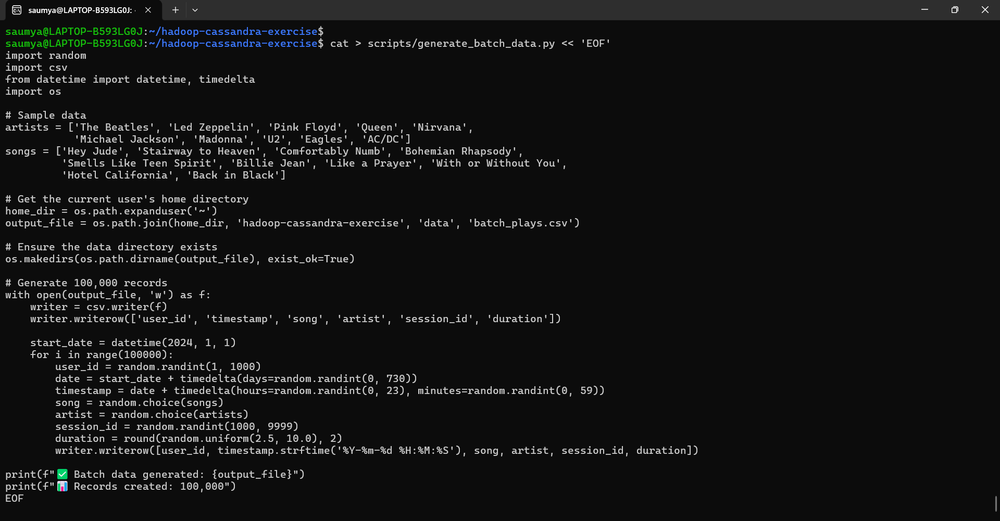 saumya@LAPTOP-B593LG0J: ~
saumya@LAPTOP-B593LG0J:~/hadoop-cassandra-exercise$
saumya@LAPTOP-B593LG0J:~/hadoop-cassandra-exercise$ cat > scripts/generate_batch_data.py << 'EOF'
import random
import csv
from datetime import datetime, timedelta
import os

# Sample data
artists = ['The Beatles', 'Led Zeppelin', 'Pink Floyd', 'Queen', 'Nirvana',
           'Michael Jackson', 'Madonna', 'U2', 'Eagles', 'AC/DC']
songs = ['Hey Jude', 'Stairway to Heaven', 'Comfortably Numb', 'Bohemian Rhapsody',
         'Smells Like Teen Spirit', 'Billie Jean', 'Like a Prayer', 'With or Without You',
         'Hotel California', 'Back in Black']

# Get the current user's home directory
home_dir = os.path.expanduser('~')
output_file = os.path.join(home_dir, 'hadoop-cassandra-exercise', 'data', 'batch_plays.csv')

# Ensure the data directory exists
os.makedirs(os.path.dirname(output_file), exist_ok=True)

# Generate 100,000 records
with open(output_file, 'w') as f:
    writer = csv.writer(f)
    writer.writerow(['user_id', 'timestamp', 'song', 'artist', 'session_id', 'duration'])

    start_date = datetime(2024, 1, 1)
    for i in range(100000):
        user_id = random.randint(1, 1000)
        date = start_date + timedelta(days=random.randint(0, 730))
        timestamp = date + timedelta(hours=random.randint(0, 23), minutes=random.randint(0, 59))
        song = random.choice(songs)
        artist = random.choice(artists)
        session_id = random.randint(1000, 9999)
        duration = round(random.uniform(2.5, 10.0), 2)
        writer.writerow([user_id, timestamp.strftime('%Y-%m-%d %H:%M:%S'), song, artist, session_id, duration])

print(f"✅ Batch data generated: {output_file}")
print(f"📊 Records created: 100,000")
EOF